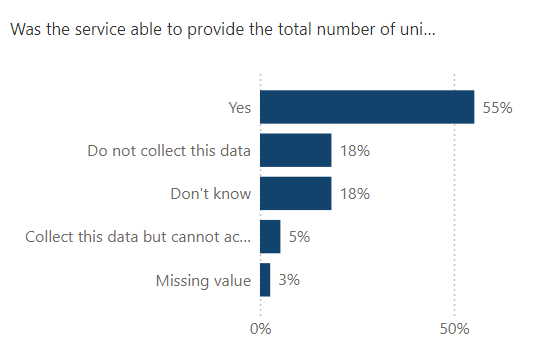 Was the service able to provide the total number of uni...
Yes 55%
Do not collect this data 18%
Don't know 18%
Collect this data but cannot ac... 5%
Missing value 3%
0% 50%